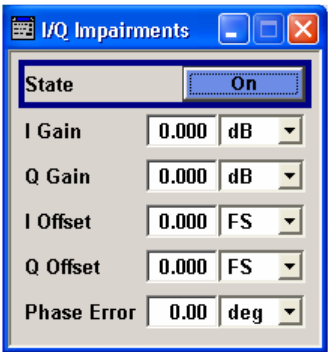 I/Q Impairments
State On
I Gain 0.000 dB
Q Gain 0.000 dB
I Offset 0.000 FS
Q Offset 0.000 FS
Phase Error 0.00 deg